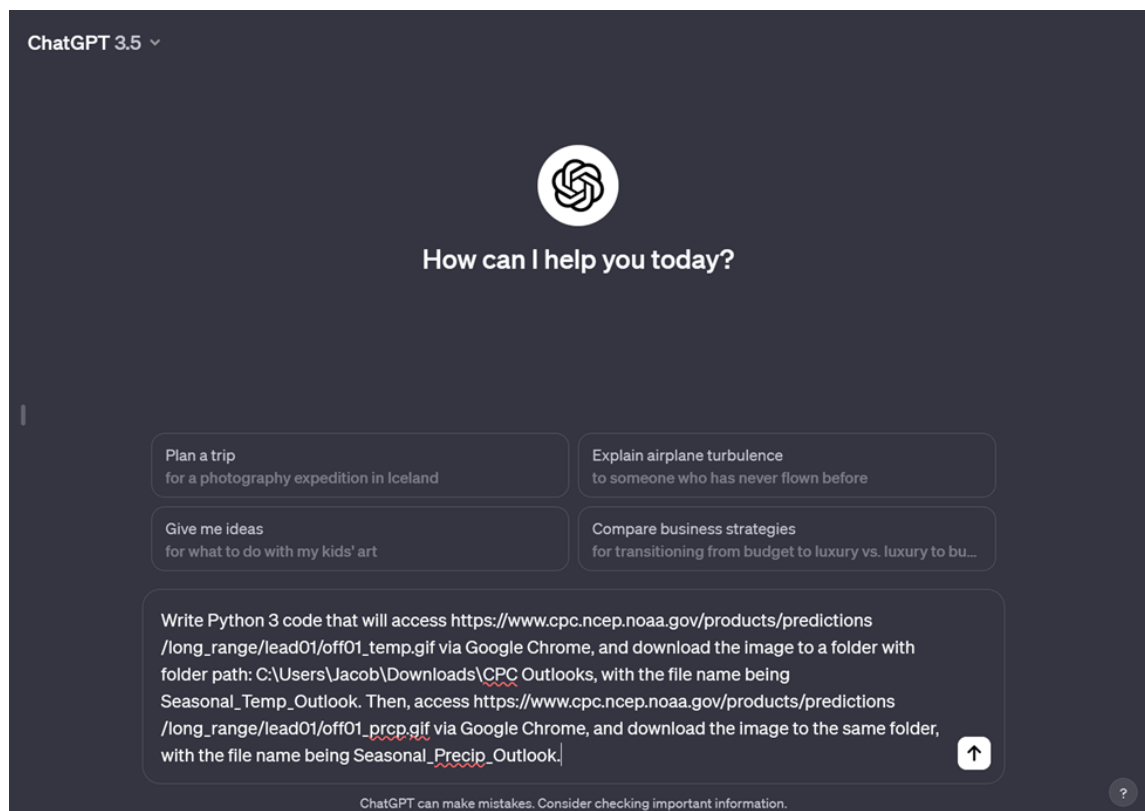 ChatGPT 3.5
How can I help you today?
Plan a trip
for a photography expedition in Iceland
Explain airplane turbulence
to someone who has never flown before
Give me ideas
for what to do with my kids' art
Compare business strategies
for transitioning from budget to luxury vs. luxury to bu...
Write Python 3 code that will access https://www.cpc.ncep.noaa.gov/products/predictions
/long_range/lead01/off01_temp.gif via Google Chrome, and download the image to a folder with
folder path: C:\Users\Jacob\Downloads\CPC Outlooks, with the file name being
Seasonal_Temp_Outlook. Then, access https://www.cpc.ncep.noaa.gov/products/predictions
/long_range/lead01/off01_prcp.gif via Google Chrome, and download the image to the same folder,
with the file name being Seasonal_Precip_Outlook.
ChatGPT can make mistakes. Consider checking important information.
?